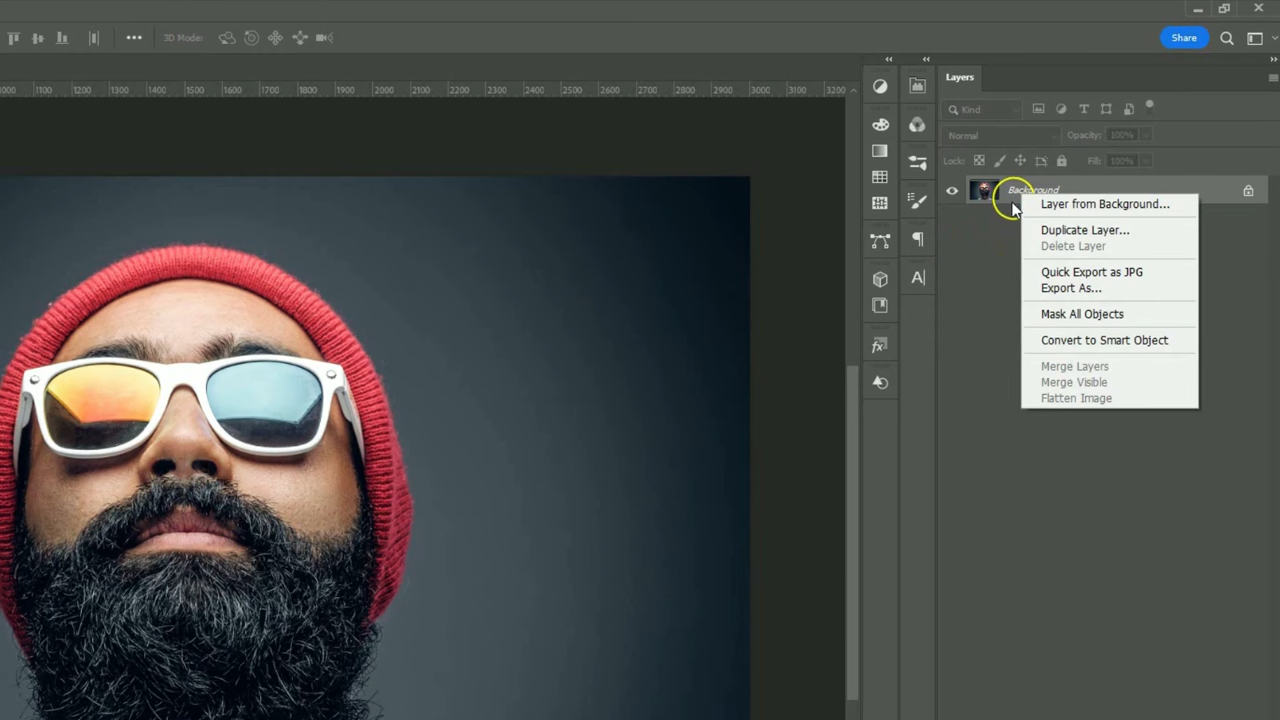 3D Mode:
Share
1000 1100 1200 1300 1400 1500 1600 1700 1800 1900 2000 2100 2200 2300 2400 2500 2600 2700 2800 2900 3000 3100 3200
Layers
Kind
Normal Opacity: 100%
Lock: Fill: 100%
Background
Layer from Background...
Duplicate Layer...
Delete Layer
Quick Export as JPG
Export As...
Mask All Objects
Convert to Smart Object
Merge Layers
Merge Visible
Flatten Image